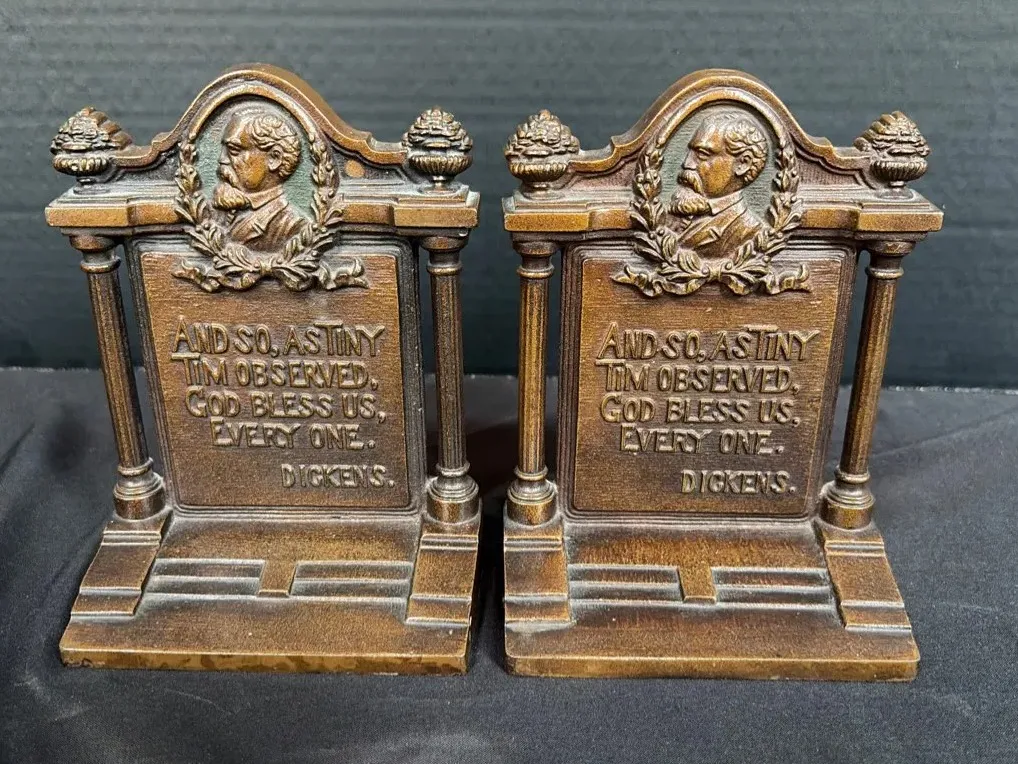 AND SO, AS TINY
TIM OBSERVED,
GOD BLESS US,
EVERY ONE.
DICKENS.
AND SO, AS TINY
TIM OBSERVED,
GOD BLESS US,
EVERY ONE.
DICKENS.